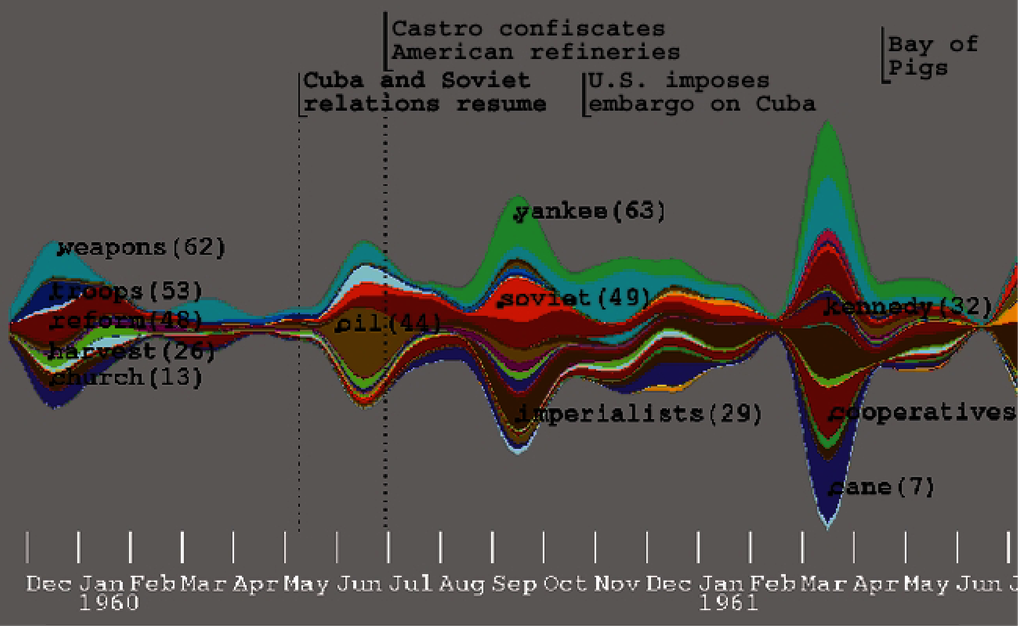 Castro confiscates
American refineries
Bay of
Pigs
Cuba and Soviet
relations resume
U.S. imposes
embargo on Cuba
yankee(63)
weapons(62)
troops(53)
soviet(49)
kennedy(32)
reform(48)
oil(44)
harvest(26)
church(13)
imperialists(29)
cooperatives
cane(7)
Dec Jan Feb Mar Apr May Jun Jul Aug Sep Oct Nov Dec Jan Feb Mar Apr May Jun J
1960 1961